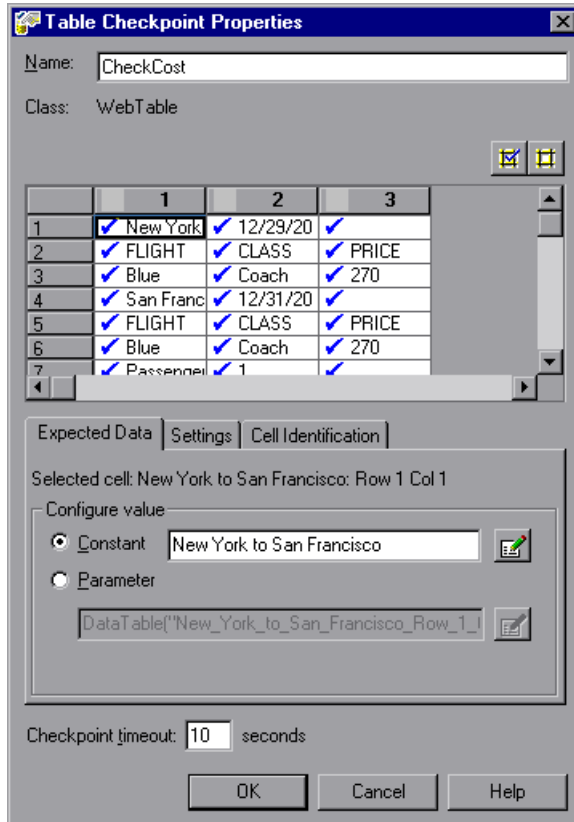 Table Checkpoint Properties
Name: CheckCost
Class: WebTable
1 2 3
1 New York 12/29/20
2 FLIGHT CLASS PRICE
3 Blue Coach 270
4 San Franc 12/31/20
5 FLIGHT CLASS PRICE
6 Blue Coach 270
7 Passenger 1
Expected Data Settings Cell Identification
Selected cell: New York to San Francisco: Row 1 Col 1
Configure value
Constant New York to San Francisco
Parameter
DataTable("New_York_to_San_Francisco_Row_1_
Checkpoint timeout: 10 seconds
OK Cancel Help